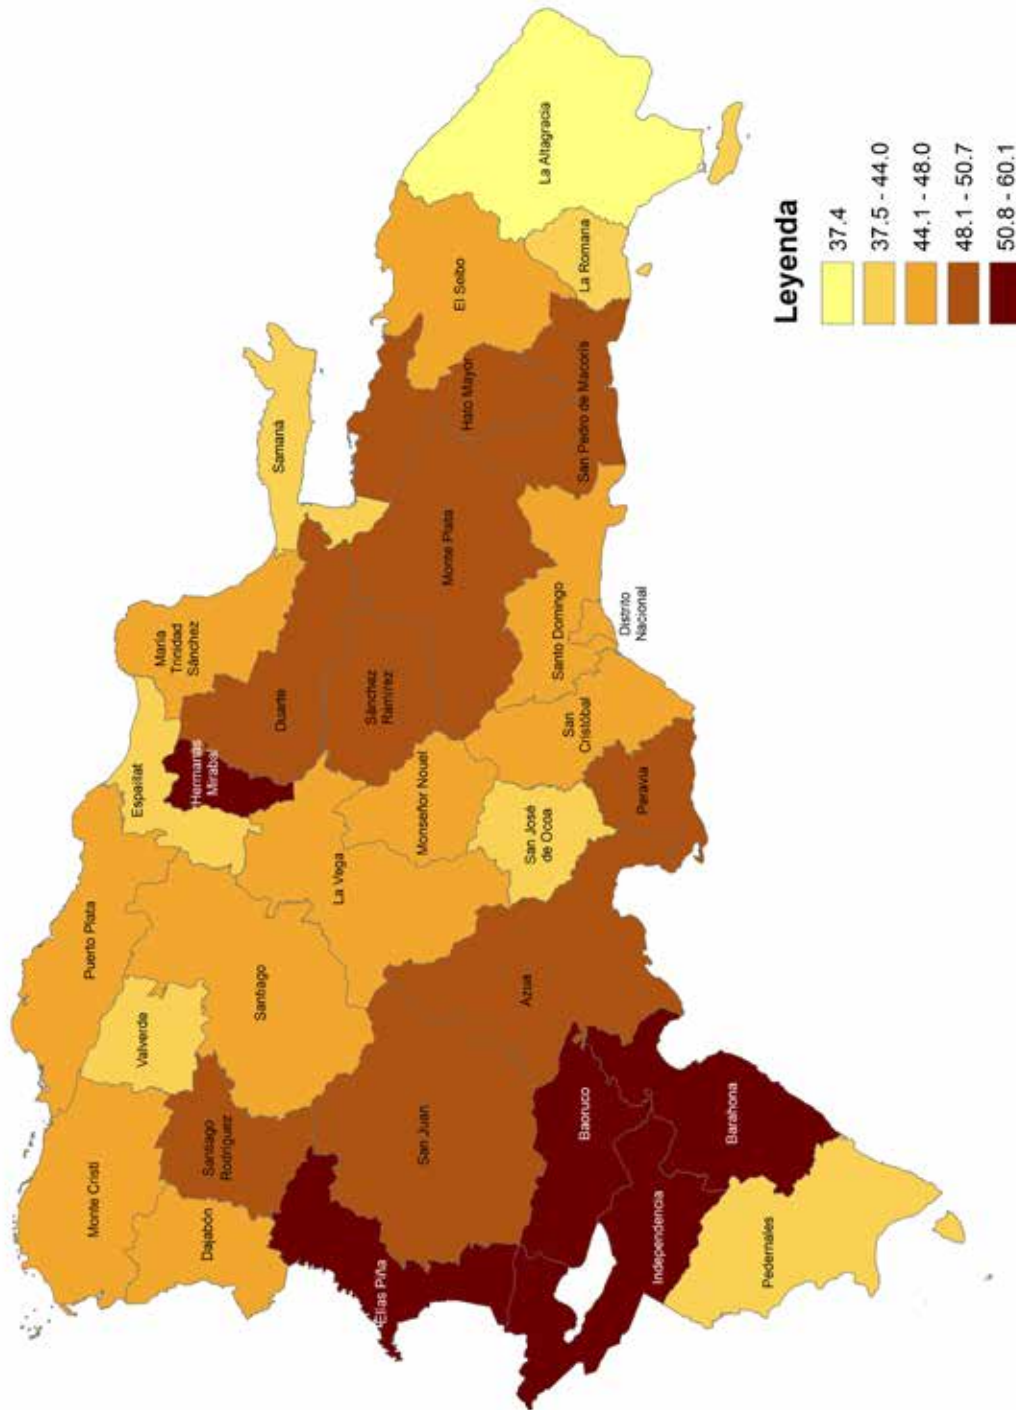 Puerto Plata
Monte Cristi
Valverde
Espaillat
María
Trinidad
Sánchez
Hermanas
Mirabal
Santiago
Rodríguez
Dajabón
Santiago
Duarte
Samaná
La Vega
Sánchez
Ramírez
Monseñor Nouel
Monte Plata
Hato Mayor
El Seibo
La Altagracia
La Romana
San Pedro de Macorís
Santo Domingo
Distrito
Nacional
San
Cristóbal
San José
de Ocoa
Peravia
Azua
San Juan
Elías Piña
Baoruco
Independencia
Barahona
Pedernales
Leyenda
37.4
37.5 - 44.0
44.1 - 48.0
48.1 - 50.7
50.8 - 60.1